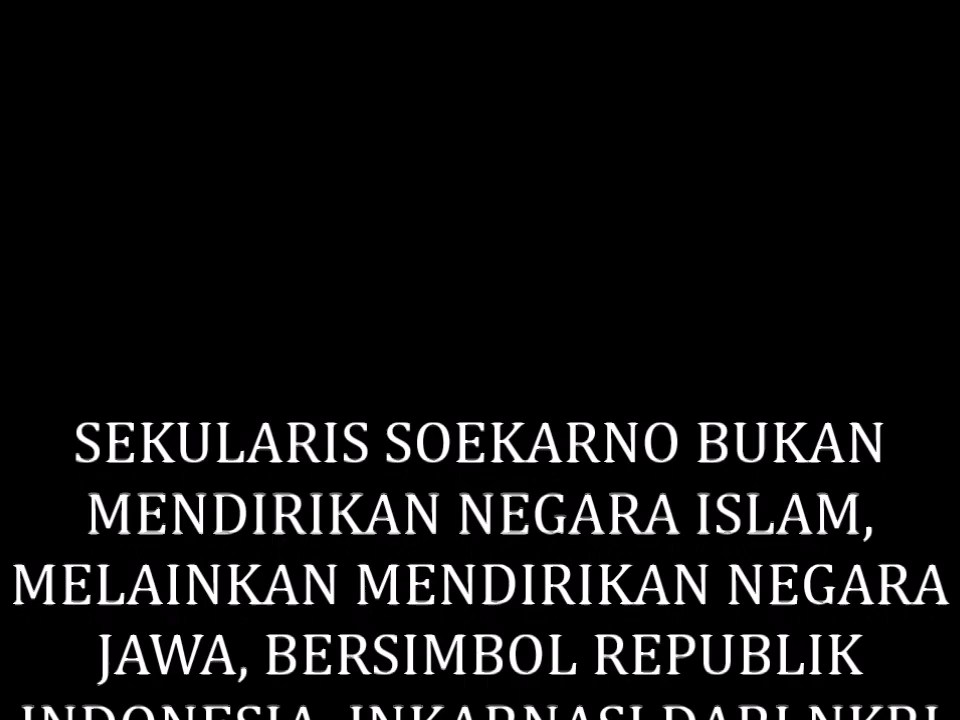 SEKULARIS SOEKARNO BUKAN
MENDIRIKAN NEGARA ISLAM,
MELAINKAN MENDIRIKAN NEGARA
JAWA, BERSIMBOL REPUBLIK
INDONESIA, INKARNASI DARI NKRI